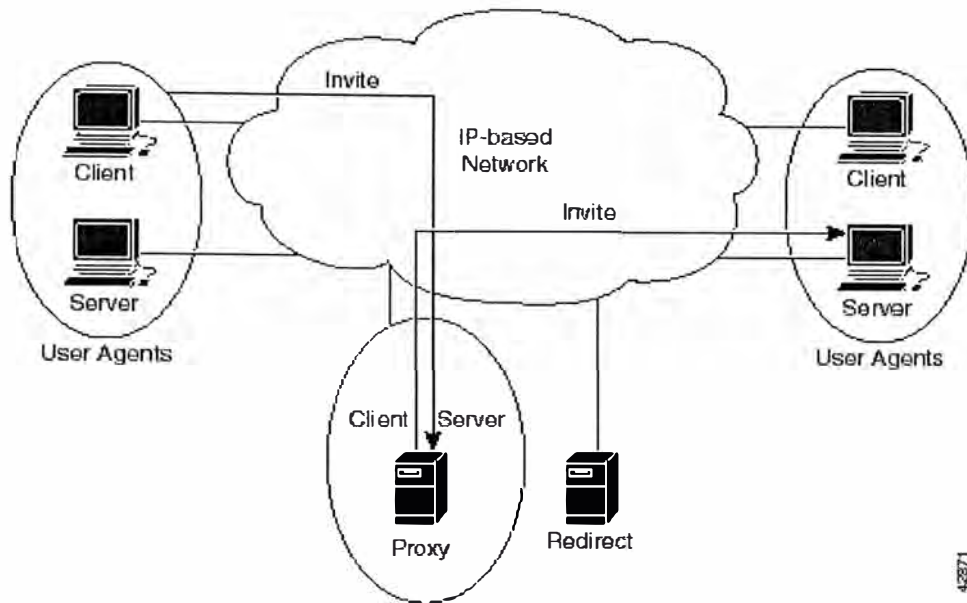 Invite
IP-based
Network
Client
Client
Invite
Server
Server
User Agents
User Agents
Client
Server
Proxy
Redirect
42871